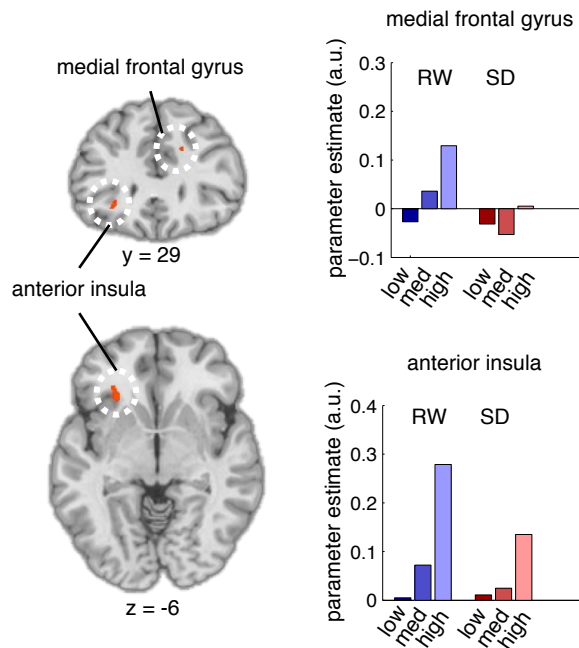 medial frontal gyrus
y = 29
anterior insula
z = -6
medial frontal gyrus
parameter estimate (a.u.)
0.3
0.2
0.1
0
−0.1
RW SD
low med high low med high
anterior insula
parameter estimate (a.u.)
0.4
0.3
0.2
0.1
0
RW SD
low med high low med high